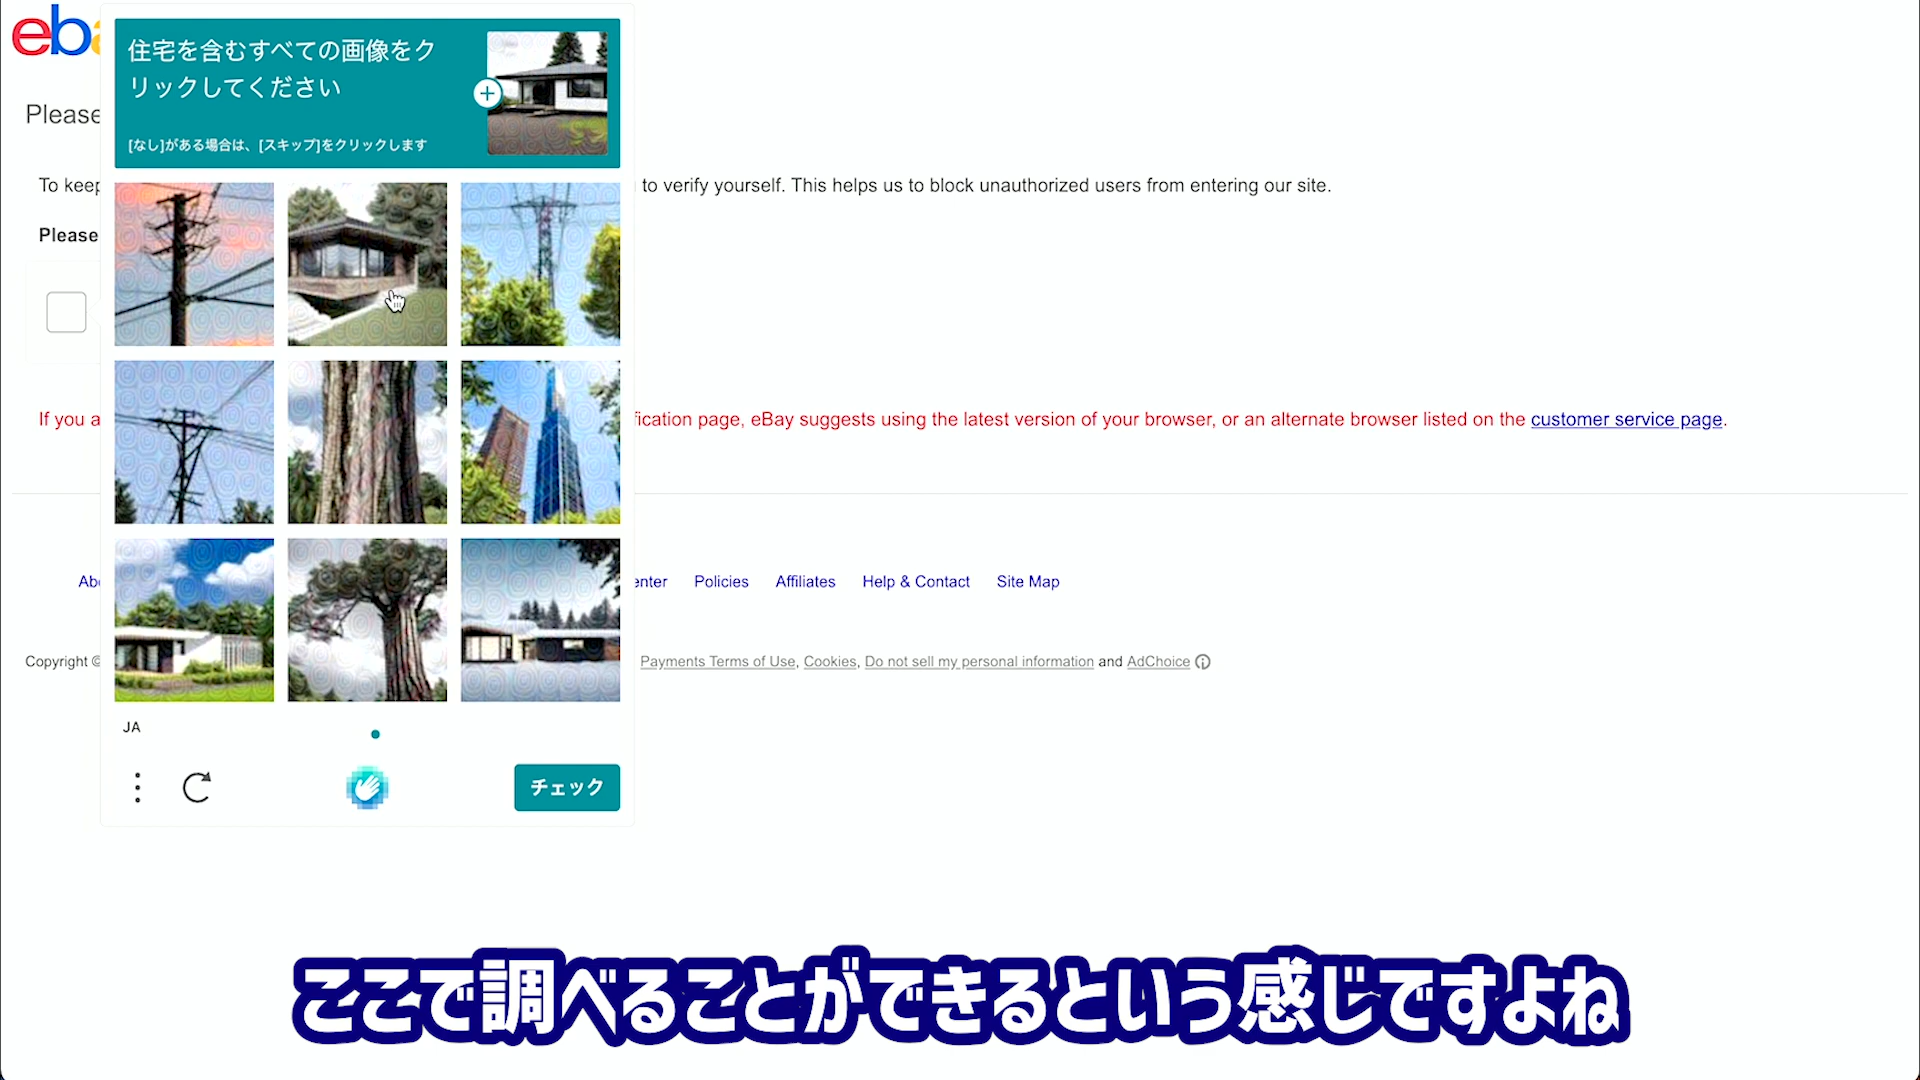 eb
Please
住宅を含むすべての画像をク
リックしてください
[なし]がある場合は、[スキップ]をクリックします
To keep
to verify yourself. This helps us to block unauthorized users from entering our site.
Please
If you a
fication page, eBay suggests using the latest version of your browser, or an alternate browser listed on the customer service page.
Abo
enter Policies Affiliates Help & Contact Site Map
Copyright ©
Payments Terms of Use, Cookies, Do not sell my personal information and AdChoice
JA
チェック
ここで調べることができるという感じですよね